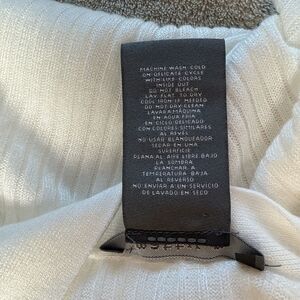 MACHINE WASH COLD
ON DELICATE CYCLE
WITH LIKE COLORS
INSIDE OUT
DO NOT BLEACH
LAY FLAT TO DRY
COOL IRON IF NEEDED
DO NOT DRY CLEAN
LAVAR A MÁQUINA
EN AGUA FRÍA
EN CICLO DELICADO
CON COLORES SIMILARES
AL REVÉS
NO USAR BLANQUEADOR
SECAR EN UNA
SUPERFICIE
PLANA AL AIRE LIBRE BAJO
LA SOMBRA
PLANCHAR A
TEMPERATURA BAJA
AL REVERSO
NO ENVIAR A UN SERVICIO
DE LAVADO EN SECO